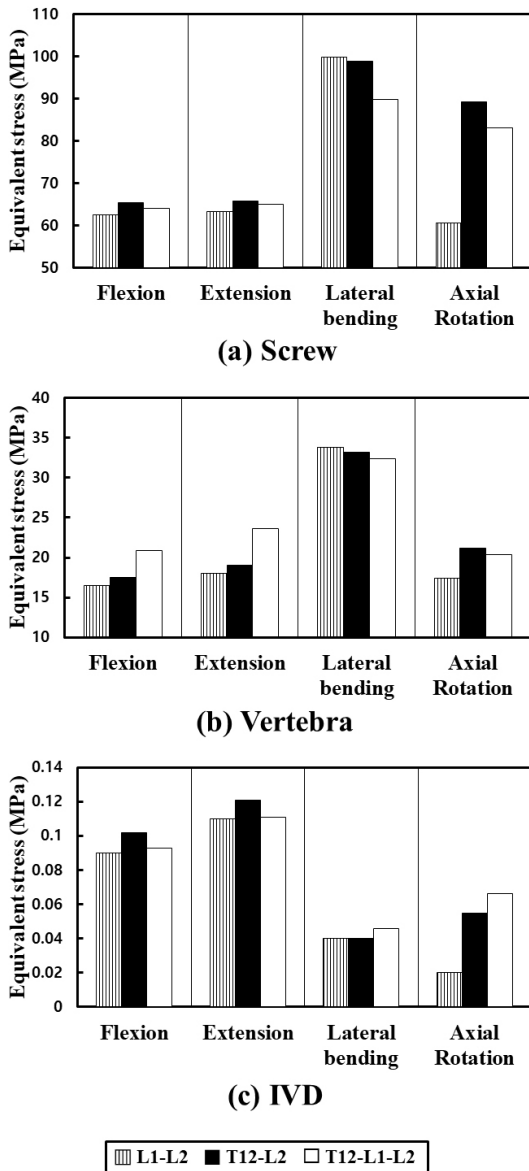 Equivalent stress (MPa)
110
100
90
80
70
60
50
Flexion Extension Lateral bending Axial Rotation
(a) Screw
Equivalent stress (MPa)
40
35
30
25
20
15
10
Flexion Extension Lateral bending Axial Rotation
(b) Vertebra
Equivalent stress (MPa)
0.14
0.12
0.1
0.08
0.06
0.04
0.02
0
Flexion Extension Lateral bending Axial Rotation
(c) IVD
L1-L2 T12-L2 T12-L1-L2